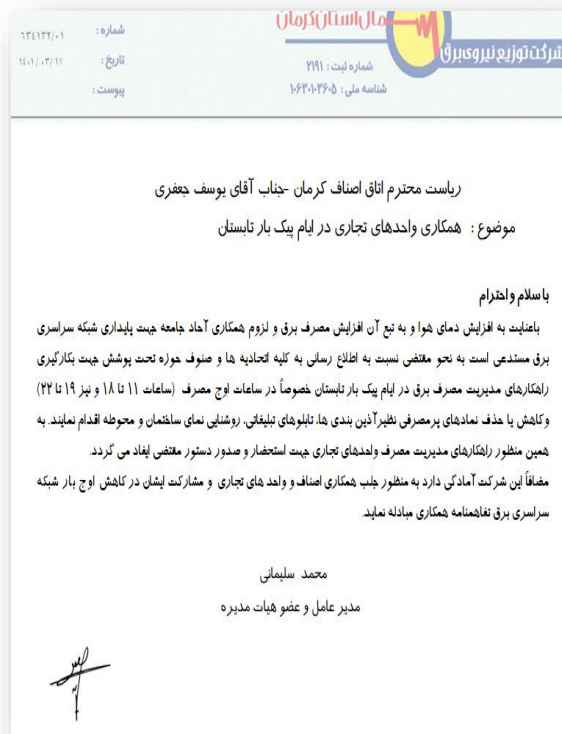 شرکت توزیع نیروی برق
مال استان کرمان
شماره ثبت : ۲۱۹۱
شناسه ملی : ۱۰۶۳۰۱۰۳۶۰۵
شماره : ۶۳۴۱۳۲/۰۱
تاریخ : ۱۴۰۱/۰۳/۱۷
پیوست :
ریاست محترم اتاق اصناف کرمان -جناب آقای یوسف جعفری
موضوع : همکاری واحدهای تجاری در ایام پیک بار تابستان
با سلام و احترام
باعنایت به افزایش دمای هوا و به تبع آن افزایش مصرف برق و لزوم همکاری آحاد جامعه جهت پایداری شبکه سراسری
برق مستدعی است به نحو مقتضی نسبت به اطلاع رسانی به کلیه اتحادیه ها و صنوف حوزه تحت پوشش جهت بکارگیری
راهکارهای مدیریت مصرف برق در ایام پیک بار تابستان خصوصاً در ساعات اوج مصرف (ساعات ۱۱ تا ۱۸ و نیز ۱۹ تا ۲۲)
و کاهش یا حذف نمادهای پرمصرفی نظیر آذین بندی ها، تابلوهای تبلیغاتی، روشنایی نمای ساختمان و محوطه اقدام نمایند. به
همین منظور راهکارهای مدیریت مصرف واحدهای تجاری جهت استحضار و صدور دستور مقتضی ایفاد می گردد.
مضافاً این شرکت آمادگی دارد به منظور جلب همکاری اصناف و واحد های تجاری و مشارکت ایشان در کاهش اوج بار شبکه
سراسری برق تفاهمنامه همکاری مبادله نماید.
محمد سلیمانی
مدیر عامل و عضو هیات مدیره